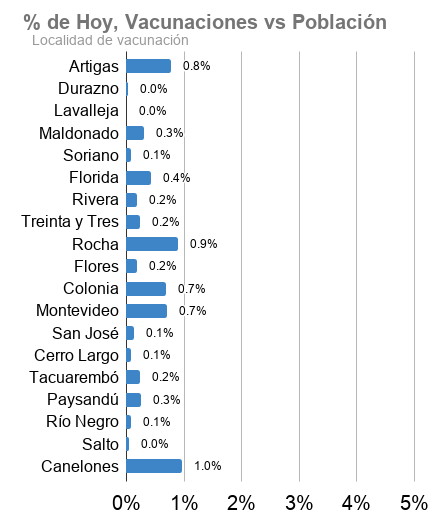 % de Hoy, Vacunaciones vs Población
Localidad de vacunación
Artigas 0.8%
Durazno 0.0%
Lavalleja 0.0%
Maldonado 0.3%
Soriano 0.1%
Florida 0.4%
Rivera 0.2%
Treinta y Tres 0.2%
Rocha 0.9%
Flores 0.2%
Colonia 0.7%
Montevideo 0.7%
San José 0.1%
Cerro Largo 0.1%
Tacuarembó 0.2%
Paysandú 0.3%
Río Negro 0.1%
Salto 0.0%
Canelones 1.0%
0% 1% 2% 3% 4% 5%